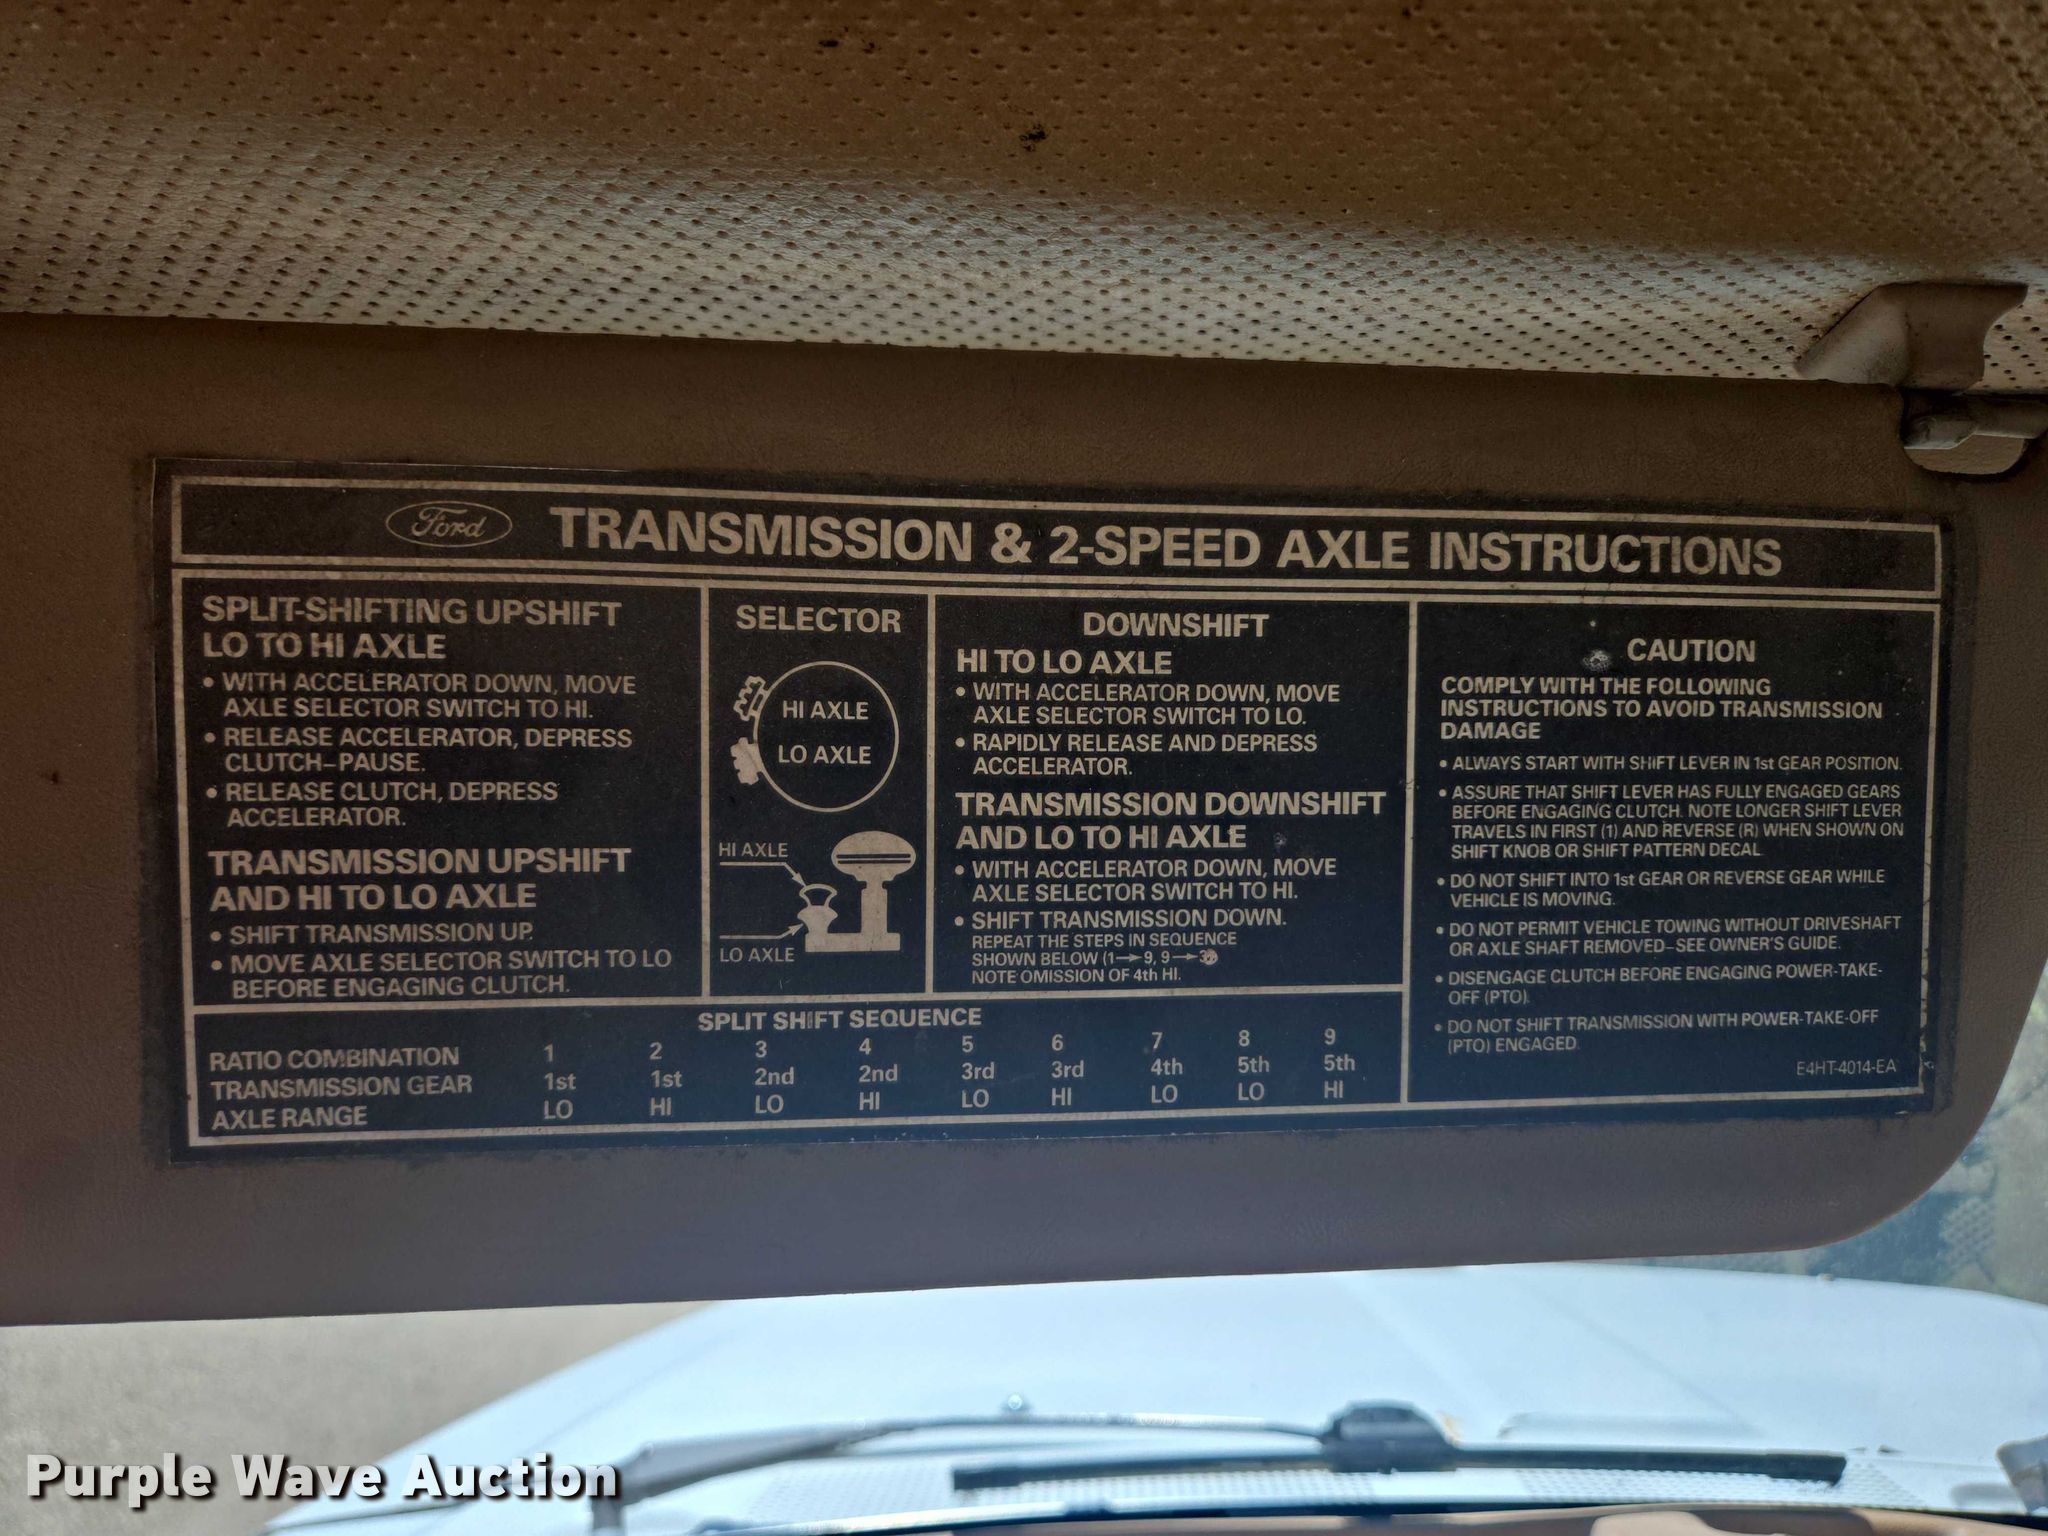 Ford TRANSMISSION & 2-SPEED AXLE INSTRUCTIONS
SPLIT-SHIFTING UPSHIFT
LO TO HI AXLE
• WITH ACCELERATOR DOWN, MOVE
AXLE SELECTOR SWITCH TO HI.
• RELEASE ACCELERATOR, DEPRESS
CLUTCH–PAUSE.
• RELEASE CLUTCH, DEPRESS
ACCELERATOR.
TRANSMISSION UPSHIFT
AND HI TO LO AXLE
• SHIFT TRANSMISSION UP.
• MOVE AXLE SELECTOR SWITCH TO LO
BEFORE ENGAGING CLUTCH.
SELECTOR
HI AXLE
LO AXLE
HI AXLE
LO AXLE
DOWNSHIFT
HI TO LO AXLE
• WITH ACCELERATOR DOWN, MOVE
AXLE SELECTOR SWITCH TO LO.
• RAPIDLY RELEASE AND DEPRESS
ACCELERATOR.
TRANSMISSION DOWNSHIFT
AND LO TO HI AXLE
• WITH ACCELERATOR DOWN, MOVE
AXLE SELECTOR SWITCH TO HI.
• SHIFT TRANSMISSION DOWN.
REPEAT THE STEPS IN SEQUENCE
SHOWN BELOW (1→9, 9→
NOTE OMISSION OF 4th HI.
CAUTION
COMPLY WITH THE FOLLOWING
INSTRUCTIONS TO AVOID TRANSMISSION
DAMAGE
• ALWAYS START WITH SHIFT LEVER IN 1st GEAR POSITION.
• ASSURE THAT SHIFT LEVER HAS FULLY ENGAGED GEARS
BEFORE ENGAGING CLUTCH. NOTE LONGER SHIFT LEVER
TRAVELS IN FIRST (1) AND REVERSE (R) WHEN SHOWN ON
SHIFT KNOB OR SHIFT PATTERN DECAL.
• DO NOT SHIFT INTO 1st GEAR OR REVERSE GEAR WHILE
VEHICLE IS MOVING.
• DO NOT PERMIT VEHICLE TOWING WITHOUT DRIVESHAFT
OR AXLE SHAFT REMOVED–SEE OWNER'S GUIDE.
• DISENGAGE CLUTCH BEFORE ENGAGING POWER-TAKE-
OFF (PTO).
• DO NOT SHIFT TRANSMISSION WITH POWER-TAKE-OFF
(PTO) ENGAGED.
E4HT-4014-EA
SPLIT SHIFT SEQUENCE
RATIO COMBINATION 1 2 3 4 5 6 7 8 9
TRANSMISSION GEAR 1st 1st 2nd 2nd 3rd 3rd 4th 5th 5th
AXLE RANGE LO HI LO HI LO HI LO LO HI
Purple Wave Auction